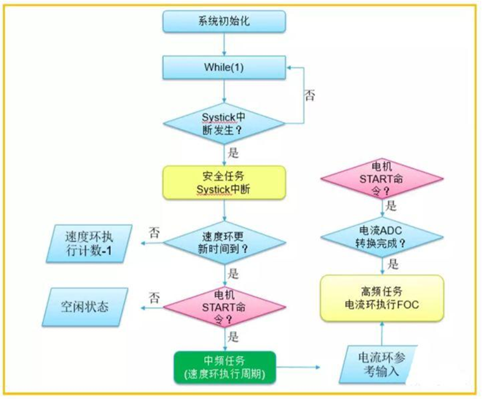 系统初始化
While(1)
否
Systick中
断发生？
是
安全任务
Systick中断
速度环更
新时间到？
否
速度环执
行计数-1
是
电机
START命
令？
否
空闲状态
是
中频任务
(速度环执行周期)
电流环参
考输入
电机
START命
令？
是
电流ADC
转换完成？
是
高频任务
电流环执行FOC